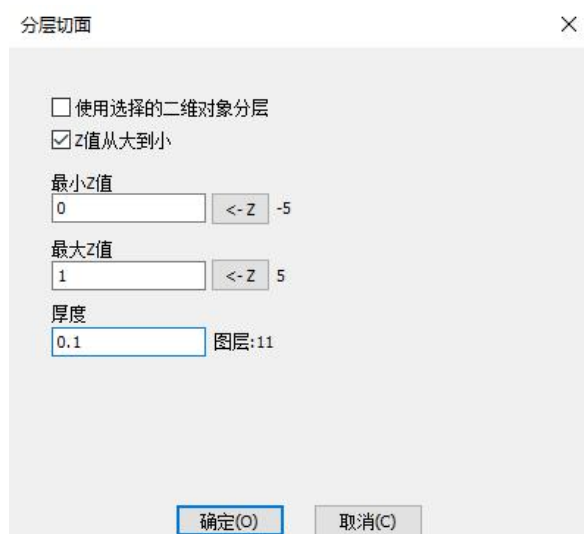 分层切面
使用选择的二维对象分层
Z值从大到小
最小Z值
0 <-Z -5
最大Z值
1 <-Z 5
厚度
0.1 图层:11
确定(O) 取消(C)